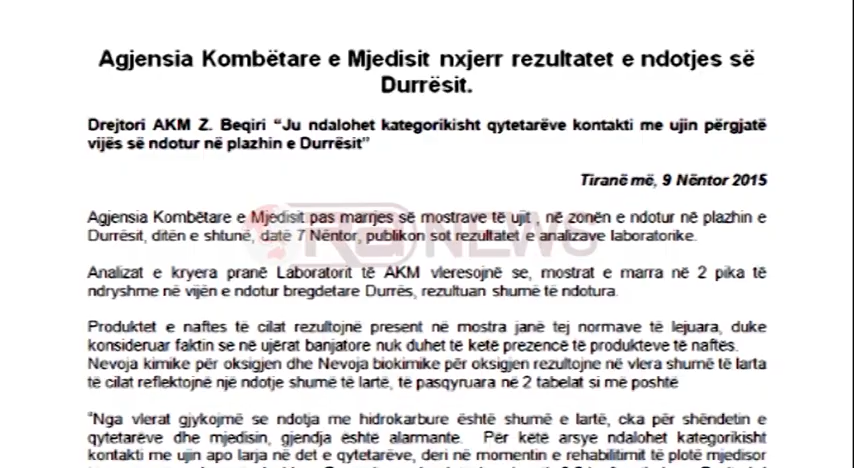 Agjensia Kombëtare e Mjedisit nxjerr rezultatet e ndotjes së
Durrësit.
Drejtori AKM Z. Beqiri "Ju ndalohet kategorikisht qytetarëve kontakti me ujin përgjatë
vijës së ndotur në plazhin e Durrësit"
Tiranë më, 9 Nëntor 2015
Agjensia Kombëtare e Mjedisit pas marrjes së mostrave të ujit , në zonën e ndotur në plazhin e
Durrësit, ditën e shtunë, datë 7 Nëntor, publikon sot rezultatet e analizave laboratorike.
NEWS
Analizat e kryera pranë Laboratorit të AKM vleresojnë se, mostrat e marra në 2 pika të
ndryshme në vijën e ndotur bregdetare Durrës, rezultuan shumë të ndotura.
Produktet e naftes të cilat rezultojnë present në mostra janë tej normave të lejuara, duke
konsideruar faktin se në ujërat banjatore nuk duhet të ketë prezencë të produkteve të naftës.
Nevoja kimike për oksigjen dhe Nevoja biokimike për oksigjen rezultojne në vlera shumë të larta
të cilat reflektojnë një ndotje shumë të lartë, të pasqyruara në 2 tabelat si më poshtë
"Nga vlerat gjykojmë se ndotja me hidrokarbure është shumë e lartë, cka për shëndetin e
qytetarëve dhe mjedisin, gjendja është alarmante. Për këtë arsye ndalohet kategorikisht
kontakti me ujin apo larja në det e qytetarëve, deri në momentin e rehabilitimit të plotë mjedisor